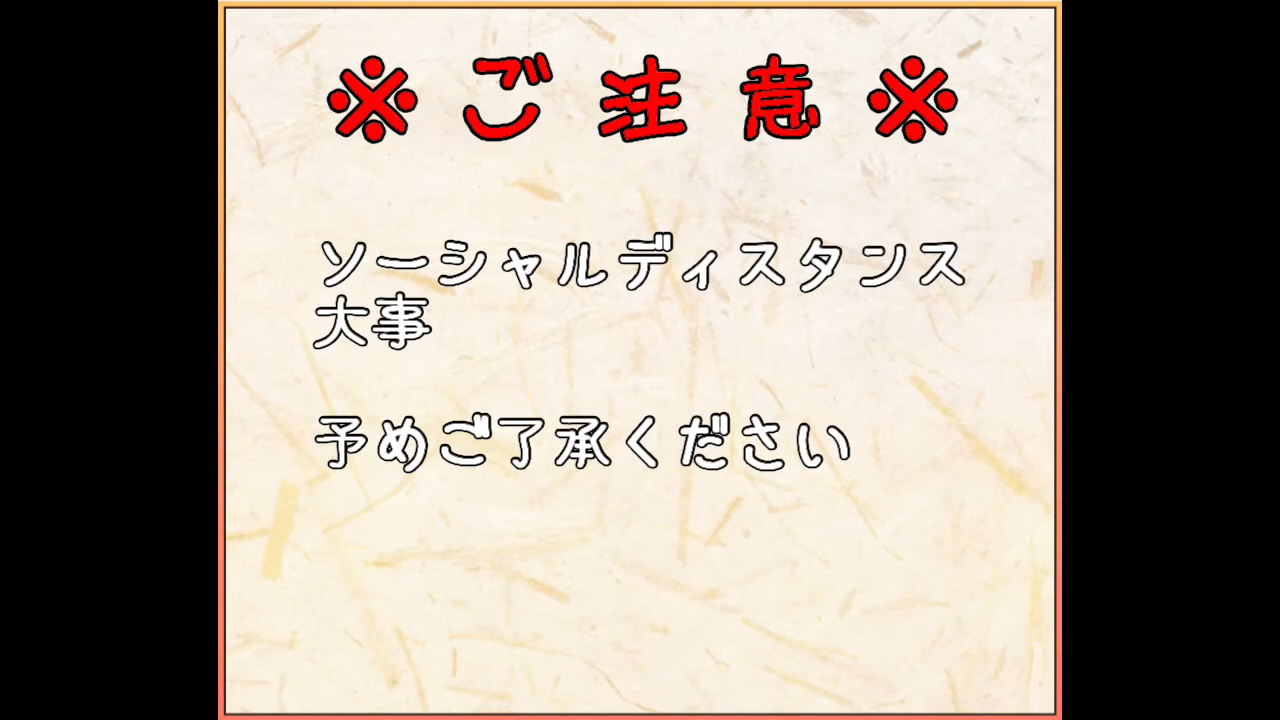 ※ご注意※
ソーシャルディスタンス
大事
予めご了承ください